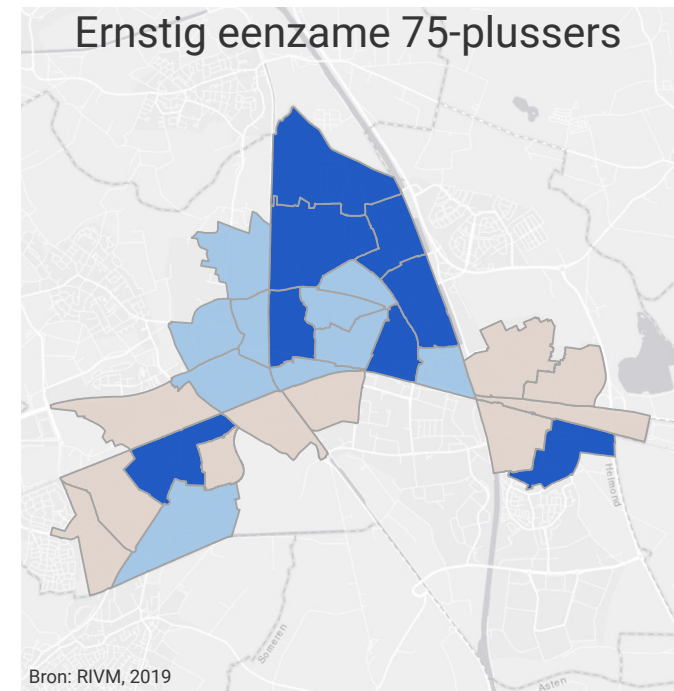 Ernstig eenzame 75-plussers
Helmond
Someren
Asten
Bron: RIVM, 2019